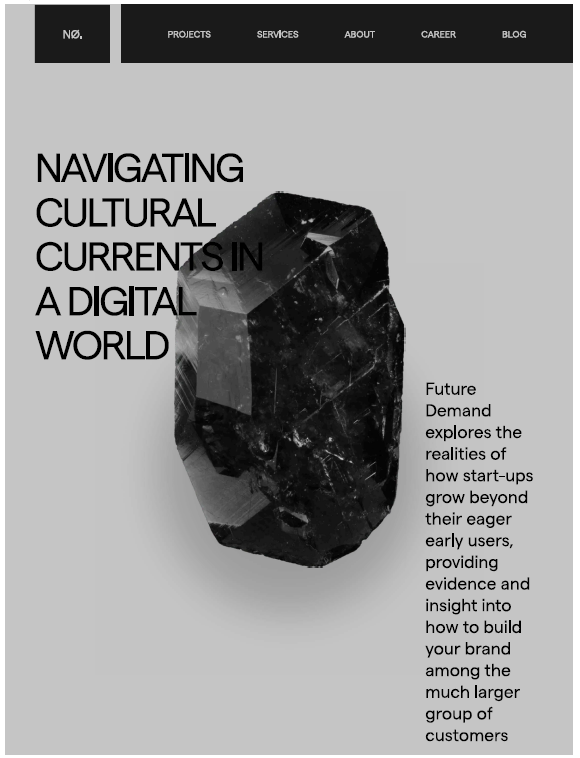 NØ.
PROJECTS
SERVICES
ABOUT
CAREER
BLOG
NAVIGATING
CULTURAL
CURRENTS IN
A DIGITAL
WORLD
Future
Demand
explores the
realities of
how start-ups
grow beyond
their eager
early users,
providing
evidence and
insight into
how to build
your brand
among the
much larger
group of
customers